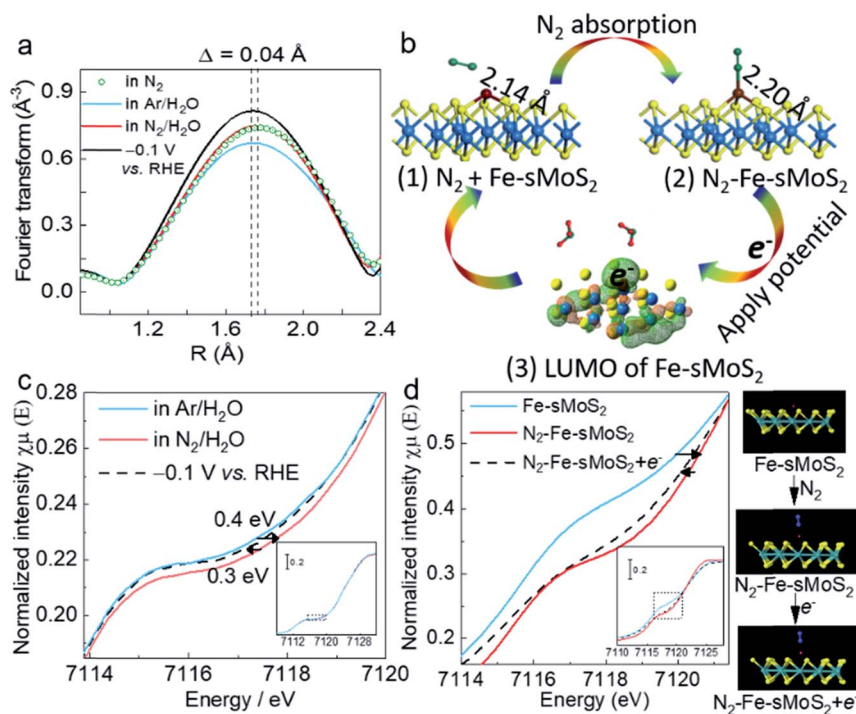 a
Δ = 0.04 Å
in N₂
in Ar/H₂O
in N₂/H₂O
−0.1 V
vs. RHE
Fourier transform (Å⁻³)
0.9
0.6
0.3
0.0
1.2 1.6 2.0 2.4
R (Å)
b
N₂ absorption
2.14 Å
2.20 Å
(1) N₂ + Fe-sMoS₂
(2) N₂-Fe-sMoS₂
e⁻
e⁻
Apply potential
(3) LUMO of Fe-sMoS₂
c
in Ar/H₂O
in N₂/H₂O
−0.1 V vs. RHE
0.4 eV
0.3 eV
Normalized intensity χμ (E)
0.28
0.26
0.24
0.22
0.20
0.2
7112 7120 7128
7114 7116 7118 7120
Energy / eV
d
Fe-sMoS₂
N₂-Fe-sMoS₂
N₂-Fe-sMoS₂+e⁻
Normalized intensity χμ (E)
0.5
0.4
0.3
0.2
0.2
7110 7115 7120 7125
7114 7116 7118 7120
Energy (eV)
Fe-sMoS₂
N₂
N₂-Fe-sMoS₂
e⁻
N₂-Fe-sMoS₂+e⁻